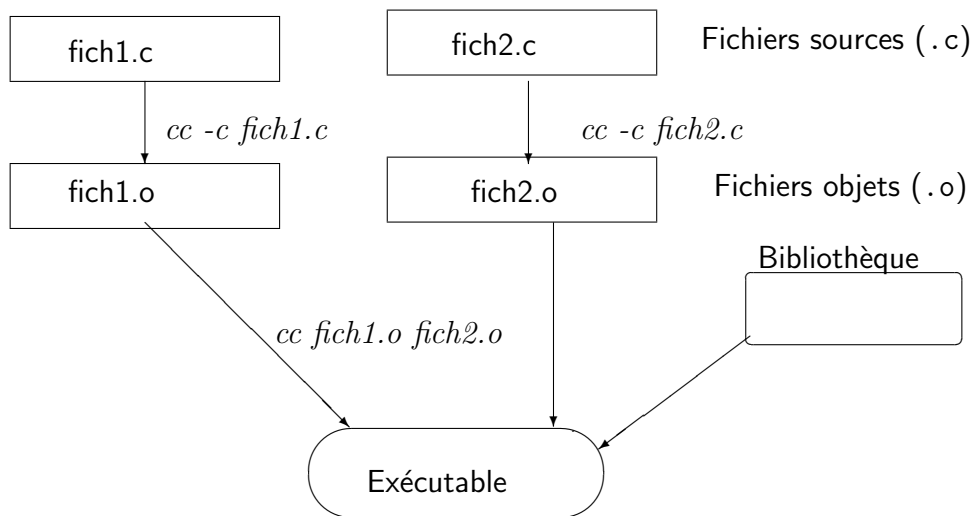 fich1.c
fich2.c
Fichiers sources (.c)
cc -c fich1.c
cc -c fich2.c
fich1.o
fich2.o
Fichiers objets (.o)
Bibliothèque
cc fich1.o fich2.o
Exécutable